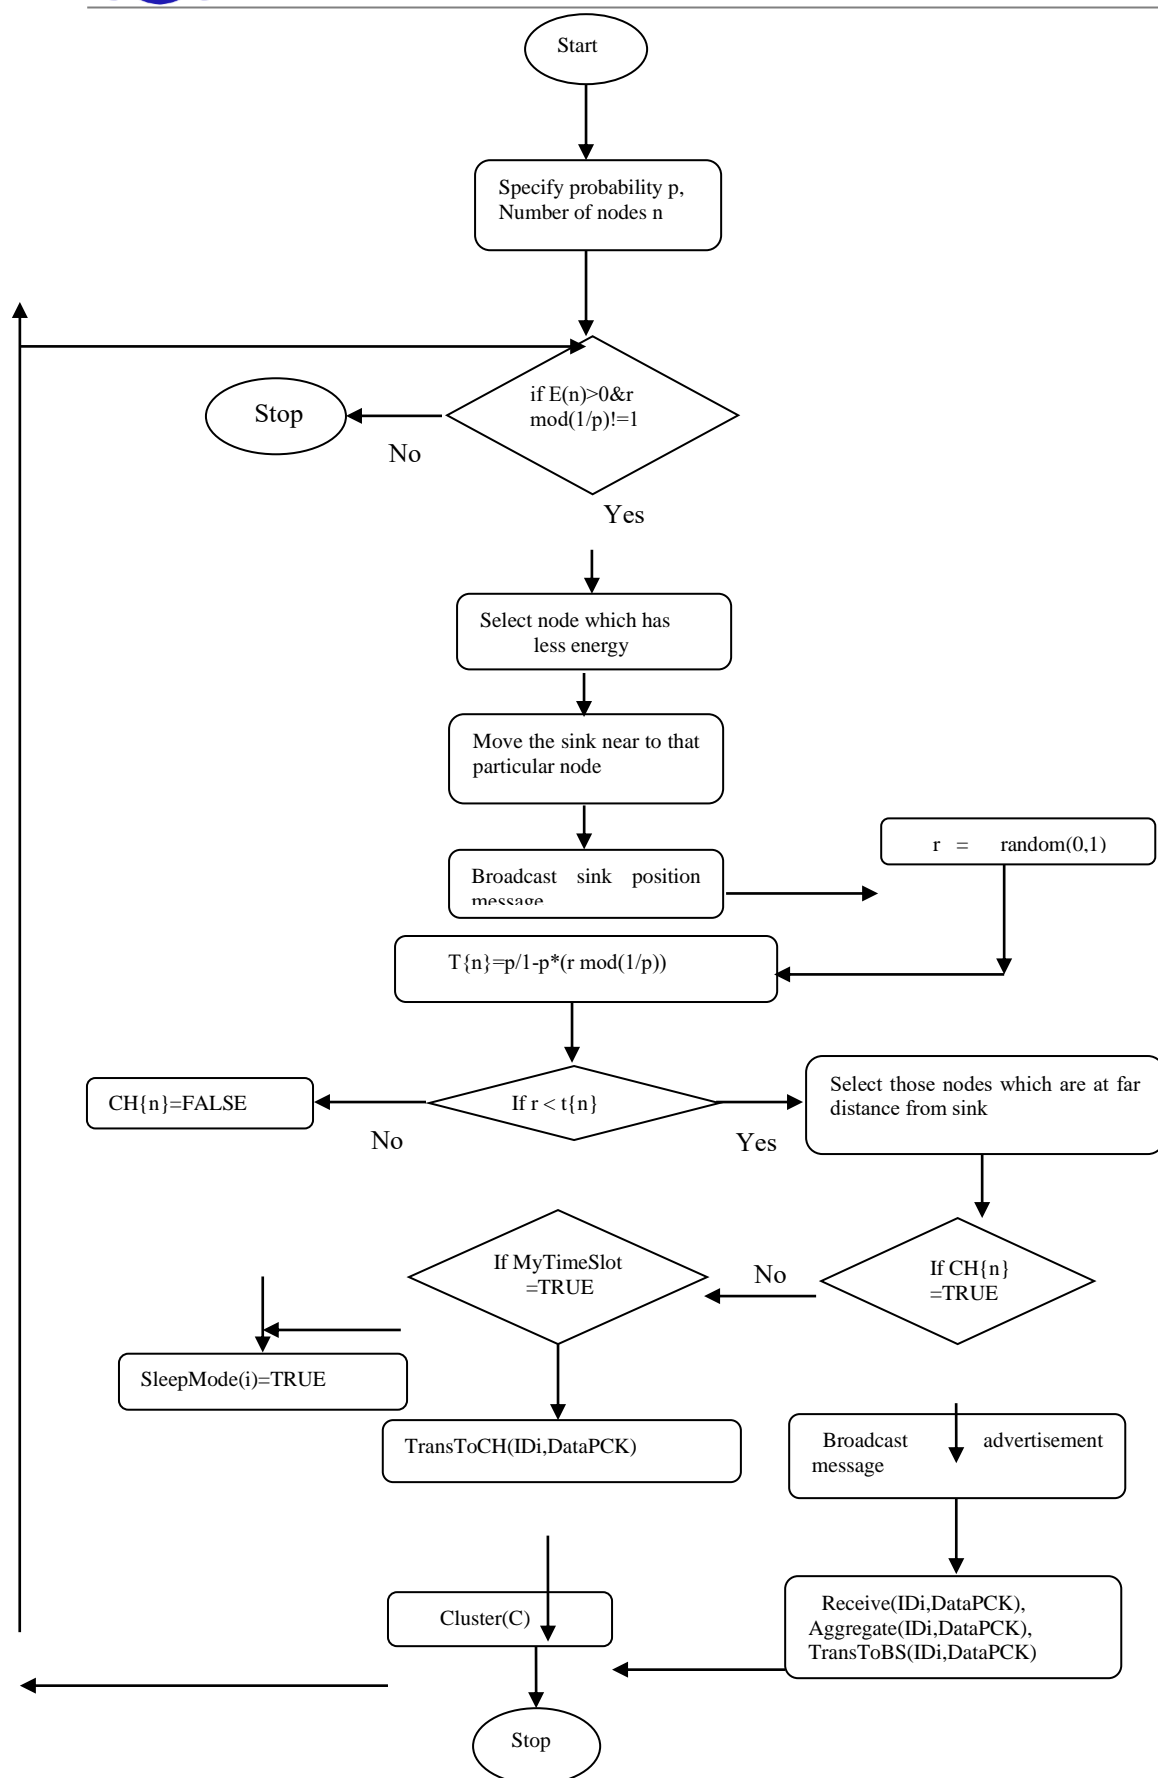 Start
Specify probability p,
Number of nodes n
if E(n)>0&r
mod(1/p)!=1
Stop
No
Yes
Select node which has
less energy
Move the sink near to that
particular node
r = random(0,1)
Broadcast sink position
message
T{n}=p/1-p*(r mod(1/p))
Select those nodes which are at far
distance from sink
CH{n}=FALSE
If r < t{n}
No
Yes
If MyTimeSlot
=TRUE
No
If CH{n}
=TRUE
SleepMode(i)=TRUE
TransToCH(IDi,DataPCK)
Broadcast advertisement
message
Cluster(C)
Receive(IDi,DataPCK),
Aggregate(IDi,DataPCK),
TransToBS(IDi,DataPCK)
Stop